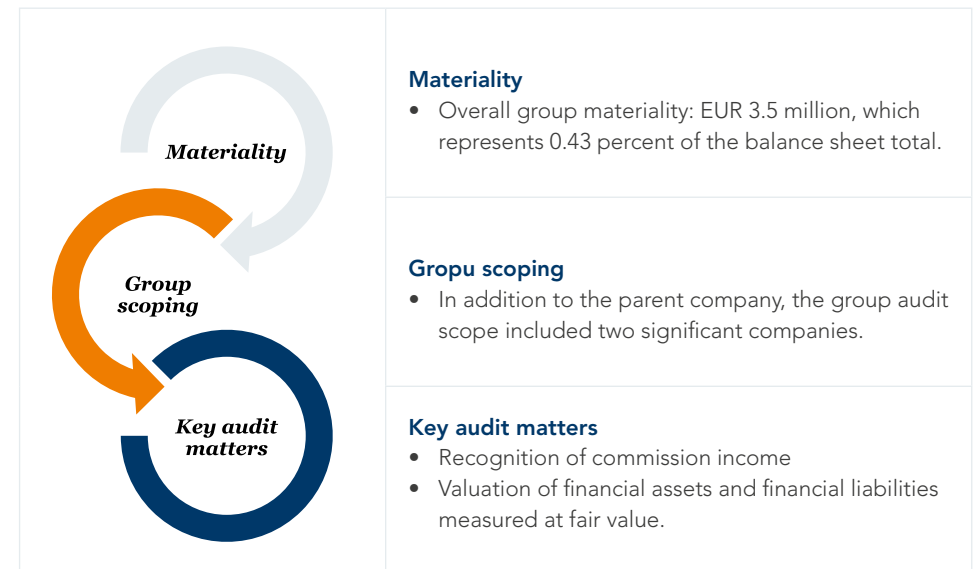 Materiality
Materiality
• Overall group materiality: EUR 3.5 million, which
represents 0.43 percent of the balance sheet total.
Group
scoping
Gropu scoping
• In addition to the parent company, the group audit
scope included two significant companies.
Key audit
matters
Key audit matters
• Recognition of commission income
• Valuation of financial assets and financial liabilities
measured at fair value.